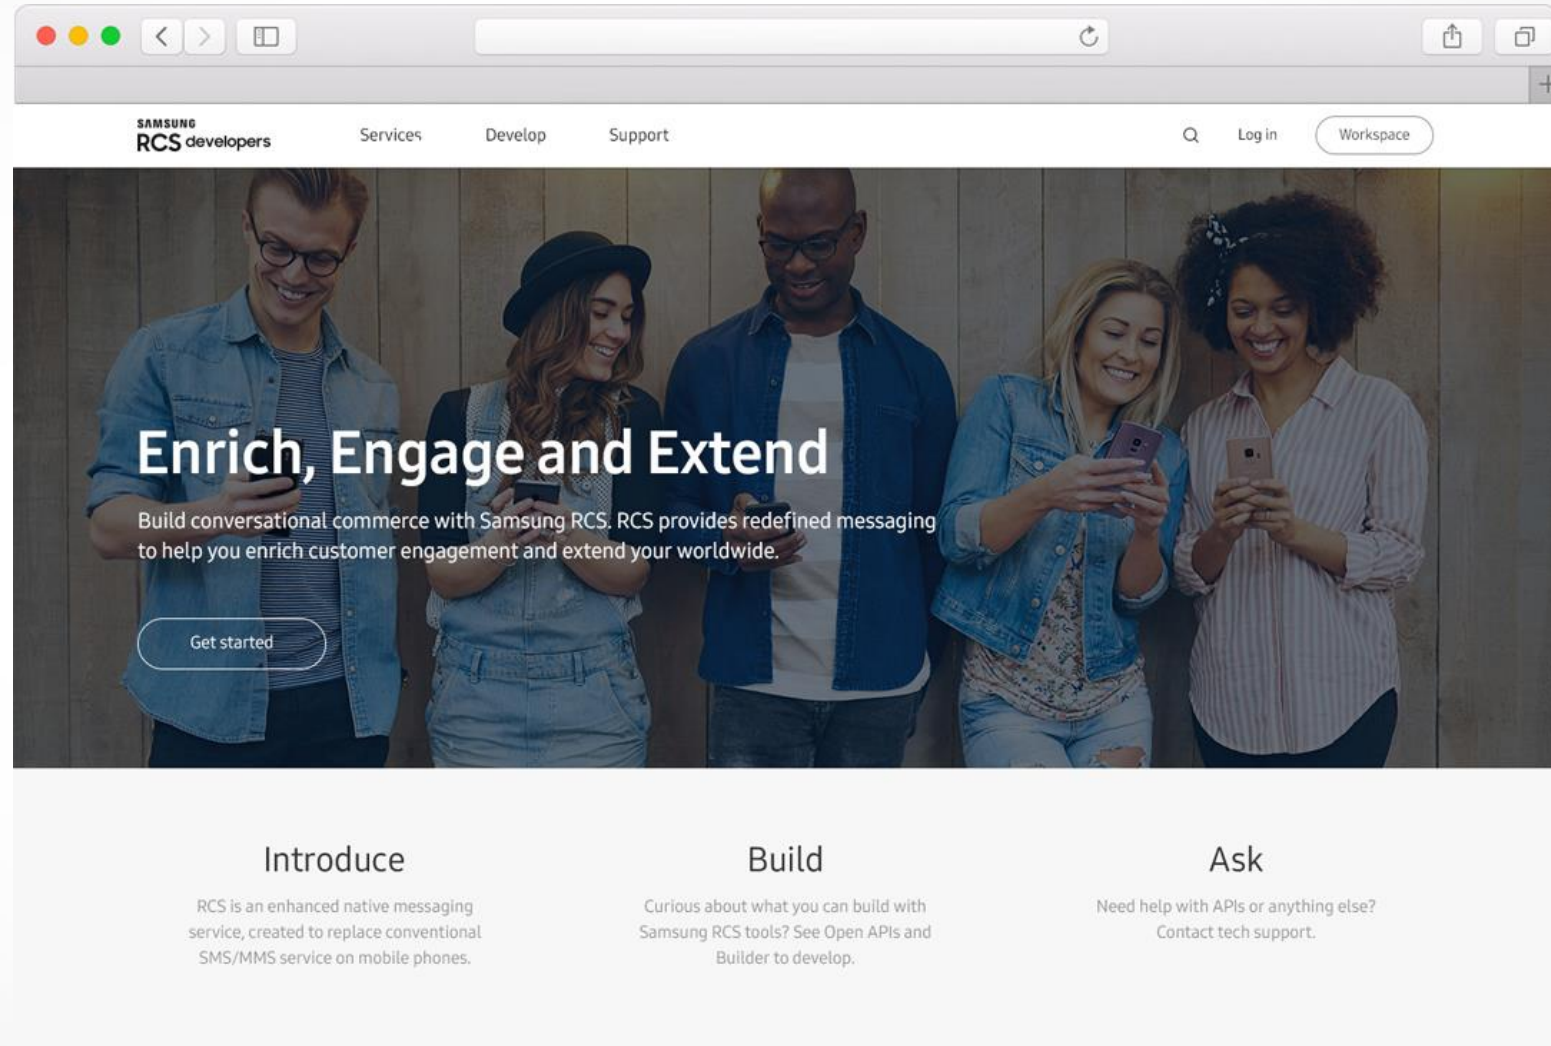 SAMSUNG
RCS developers
Services
Develop
Support
Log in
Workspace
Enrich, Engage and Extend
Build conversational commerce with Samsung RCS. RCS provides redefined messaging
to help you enrich customer engagement and extend your worldwide.
Get started
Introduce
RCS is an enhanced native messaging
service, created to replace conventional
SMS/MMS service on mobile phones.
Build
Curious about what you can build with
Samsung RCS tools? See Open APIs and
Builder to develop.
Ask
Need help with APIs or anything else?
Contact tech support.